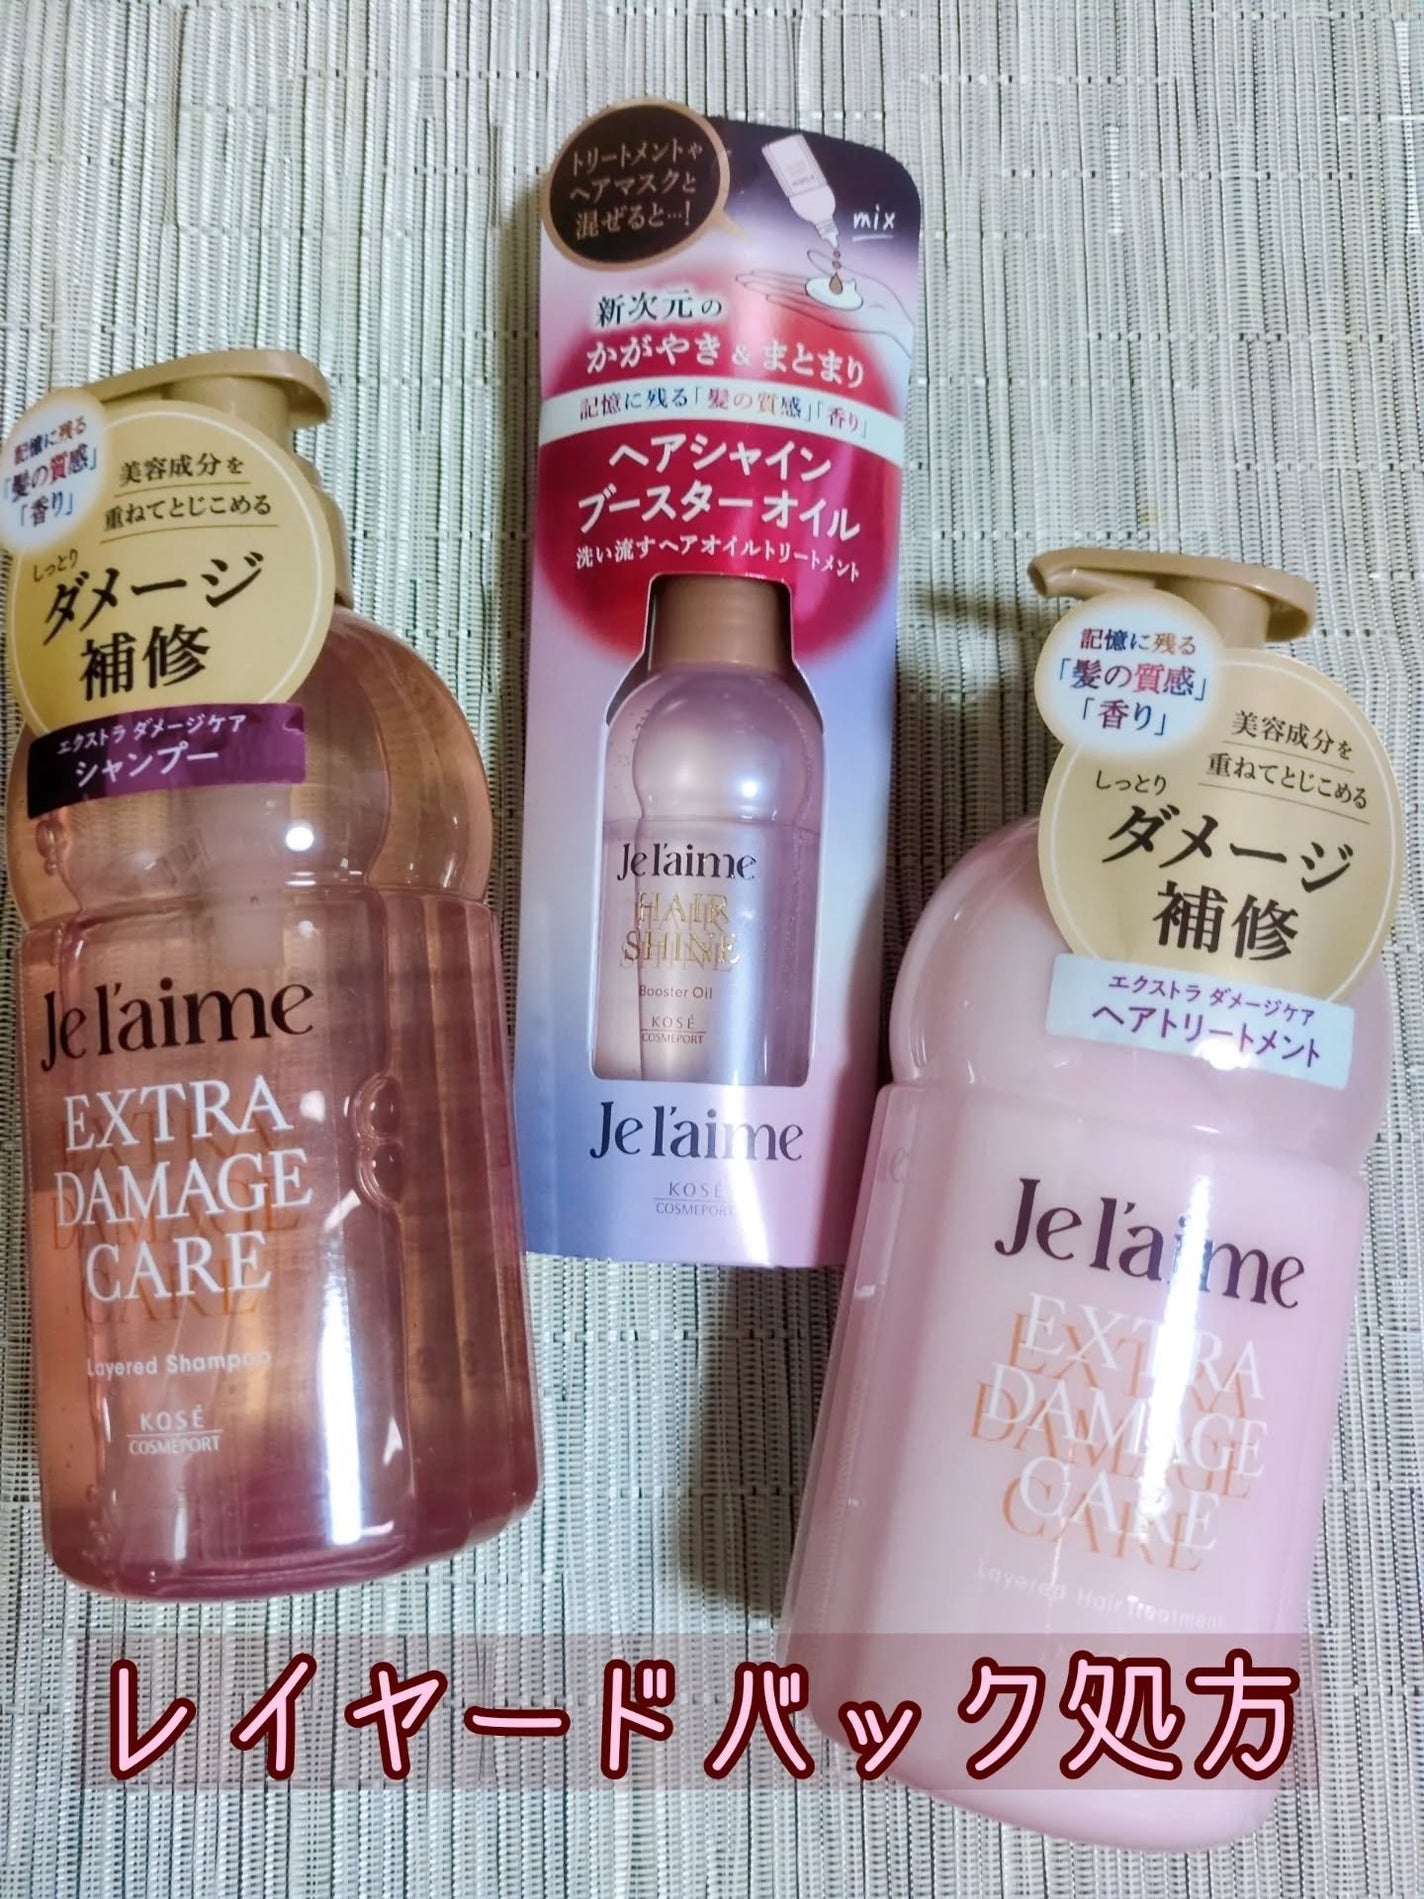 トリートメントや
ヘアマスクと
混ぜると…!
mix
新次元の
かがやき&まとまり
記憶に残る「髪の質感」「香り」
ヘアシャイン
ブースターオイル
洗い流すヘアオイルトリートメント
Je l'aime
HAIR
SHINE
Booster Oil
KOSÉ
COSMEPORT
Je l'aime
KOSÉ
COSMEPORT
記憶に残る
「髪の質感」
「香り」
美容成分を
重ねてとじこめる
しっとり
ダメージ
補修
エクストラ ダメージケア
シャンプー
Je l'aime
EXTRA
DAMAGE
CARE
Layered Shampoo
KOSÉ
COSMEPORT
記憶に残る
「髪の質感」
「香り」
美容成分を
重ねてとじこめる
しっとり
ダメージ
補修
エクストラ ダメージケア
ヘアトリートメント
Je l'aime
EXTRA
DAMAGE
CARE
Layered Hair Treatment
レイヤードバック処方